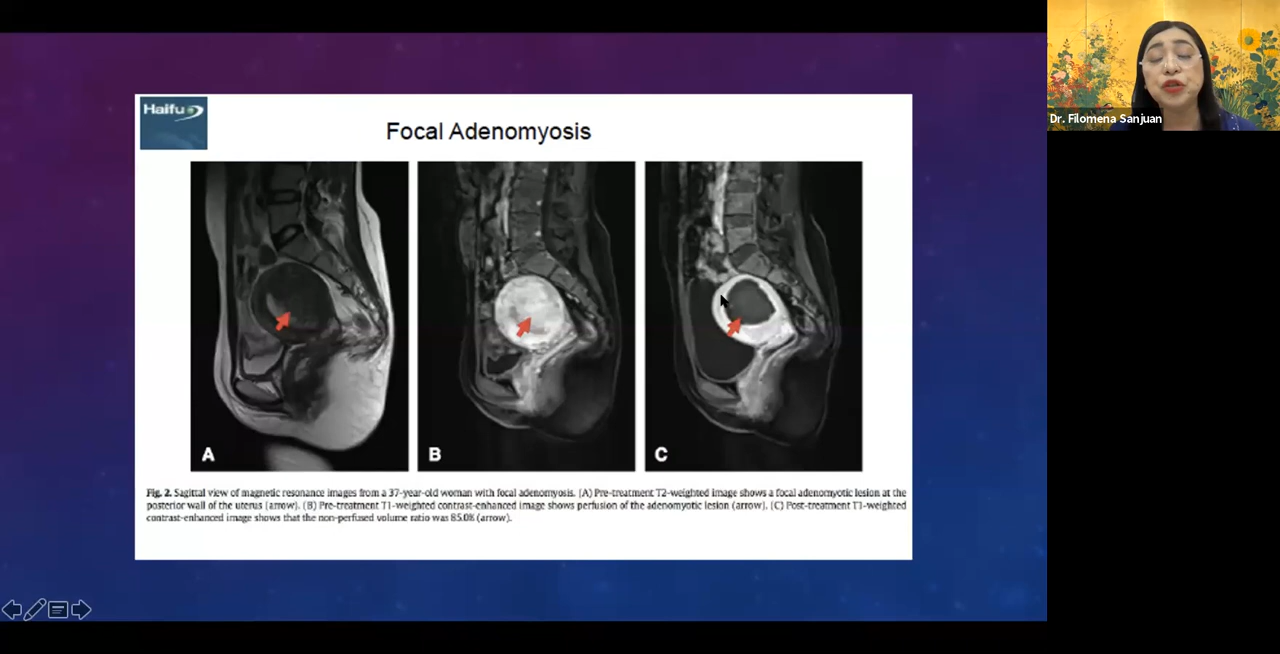 Haifu
Focal Adenomyosis
A
B
C
Fig. 2. Sagittal view of magnetic resonance images from a 37-year-old woman with focal adenomyosis. (A) Pre-treatment T2-weighted image shows a focal adenomyotic lesion at the
posterior wall of the uterus (arrow). (B) Pre-treatment T1-weighted contrast-enhanced image shows perfusion of the adenomyotic lesion (arrow). (C) Post-treatment T1-weighted
contrast-enhanced image shows that the non-perfused volume ratio was 85.0% (arrow).
Dr. Filomena Sanjuan